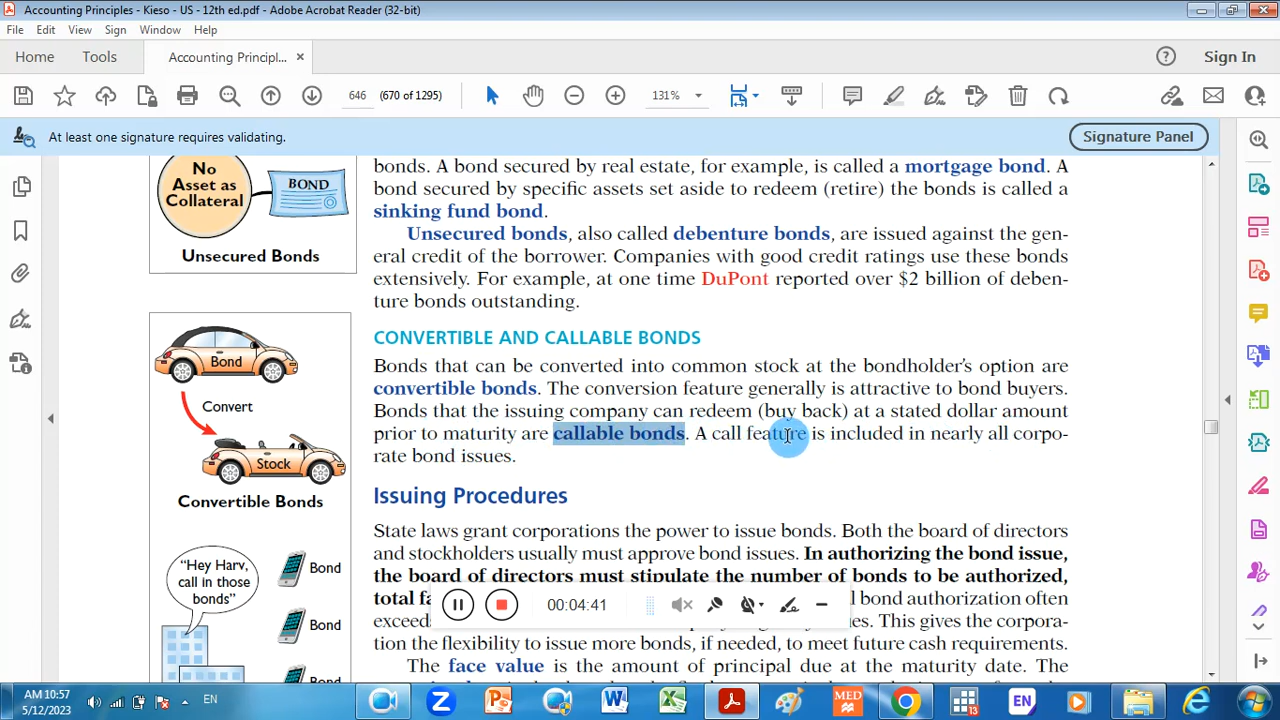 Accounting Principles - Kieso - US - 12th ed.pdf - Adobe Acrobat Reader (32-bit)
File Edit View Sign Window Help
Home Tools Accounting Principl... × Sign In
646 (670 of 1295) 131%
At least one signature requires validating. Signature Panel
No
Asset as
Collateral
BOND
Unsecured Bonds
bonds. A bond secured by real estate, for example, is called a mortgage bond. A
bond secured by specific assets set aside to redeem (retire) the bonds is called a
sinking fund bond.
Unsecured bonds, also called debenture bonds, are issued against the gen-
eral credit of the borrower. Companies with good credit ratings use these bonds
extensively. For example, at one time DuPont reported over $2 billion of deben-
ture bonds outstanding.
CONVERTIBLE AND CALLABLE BONDS
Bonds that can be converted into common stock at the bondholder's option are
convertible bonds. The conversion feature generally is attractive to bond buyers.
Bonds that the issuing company can redeem (buy back) at a stated dollar amount
prior to maturity are callable bonds. A call feature is included in nearly all corpo-
rate bond issues.
Bond
Convert
Stock
Convertible Bonds
Issuing Procedures
State laws grant corporations the power to issue bonds. Both the board of directors
and stockholders usually must approve bond issues. In authorizing the bond issue,
the board of directors must stipulate the number of bonds to be authorized,
total fa
l bond authorization often
exceed
es. This gives the corpora-
tion the flexibility to issue more bonds, if needed, to meet future cash requirements.
The face value is the amount of principal due at the maturity date. The
"Hey Harv,
call in those
bonds"
Bond
Bond
Bond
00:04:41
AM 10:57
5/12/2023
EN
MED
13
EN